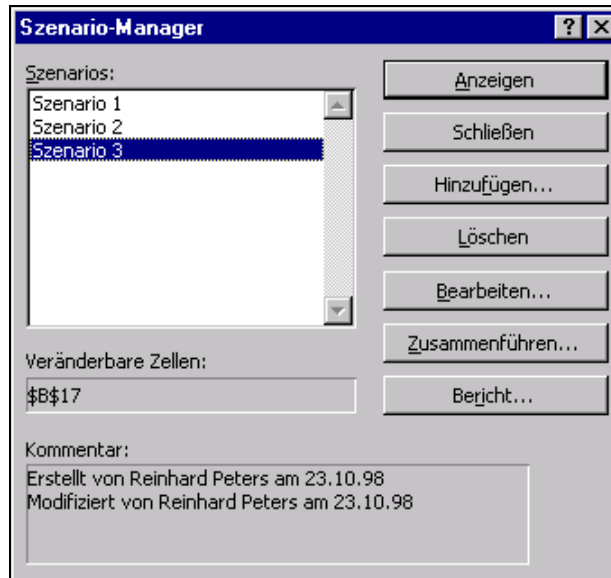 Szenario-Manager
Szenarios:
Szenario 1
Szenario 2
Szenario 3
Anzeigen
Schließen
Hinzufügen...
Löschen
Bearbeiten...
Zusammenführen...
Bericht...
Veränderbare Zellen:
$B$17
Kommentar:
Erstellt von Reinhard Peters am 23.10.98
Modifiziert von Reinhard Peters am 23.10.98